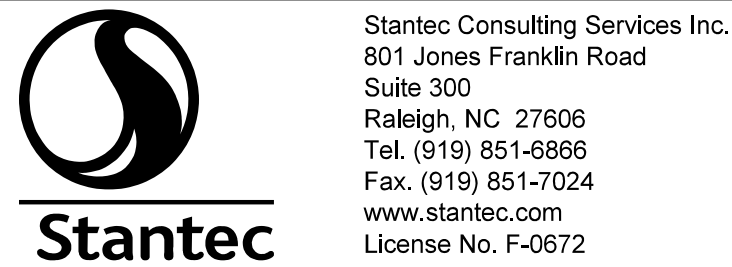 Stantec
Stantec Consulting Services Inc.
801 Jones Franklin Road
Suite 300
Raleigh, NC  27606
Tel. (919) 851-6866
Fax. (919) 851-7024
www.stantec.com
License No. F-0672